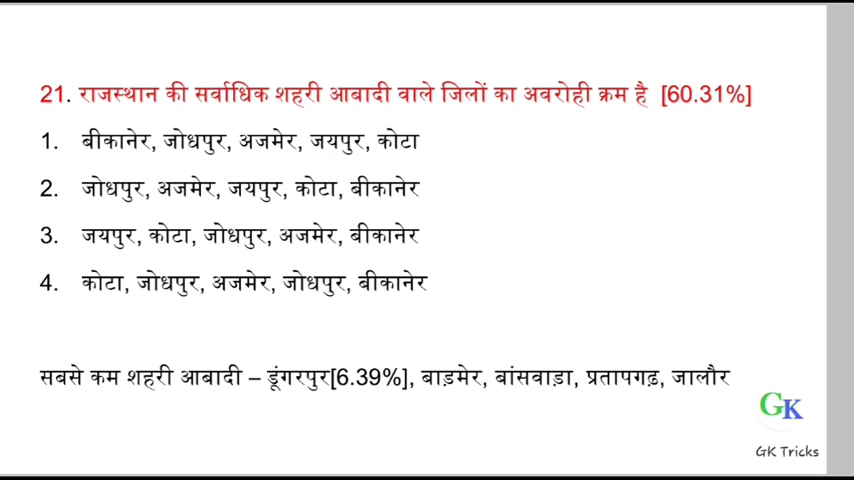 21. राजस्थान की सर्वाधिक शहरी आबादी वाले जिलों का अवरोही क्रम है [60.31%]
1. बीकानेर, जोधपुर, अजमेर, जयपुर, कोटा
2. जोधपुर, अजमेर, जयपुर, कोटा, बीकानेर
3. जयपुर, कोटा, जोधपुर, अजमेर, बीकानेर
4. कोटा, जोधपुर, अजमेर, जोधपुर, बीकानेर
सबसे कम शहरी आबादी – डूंगरपुर[6.39%], बाड़मेर, बांसवाड़ा, प्रतापगढ़, जालौर
GK
GK Tricks